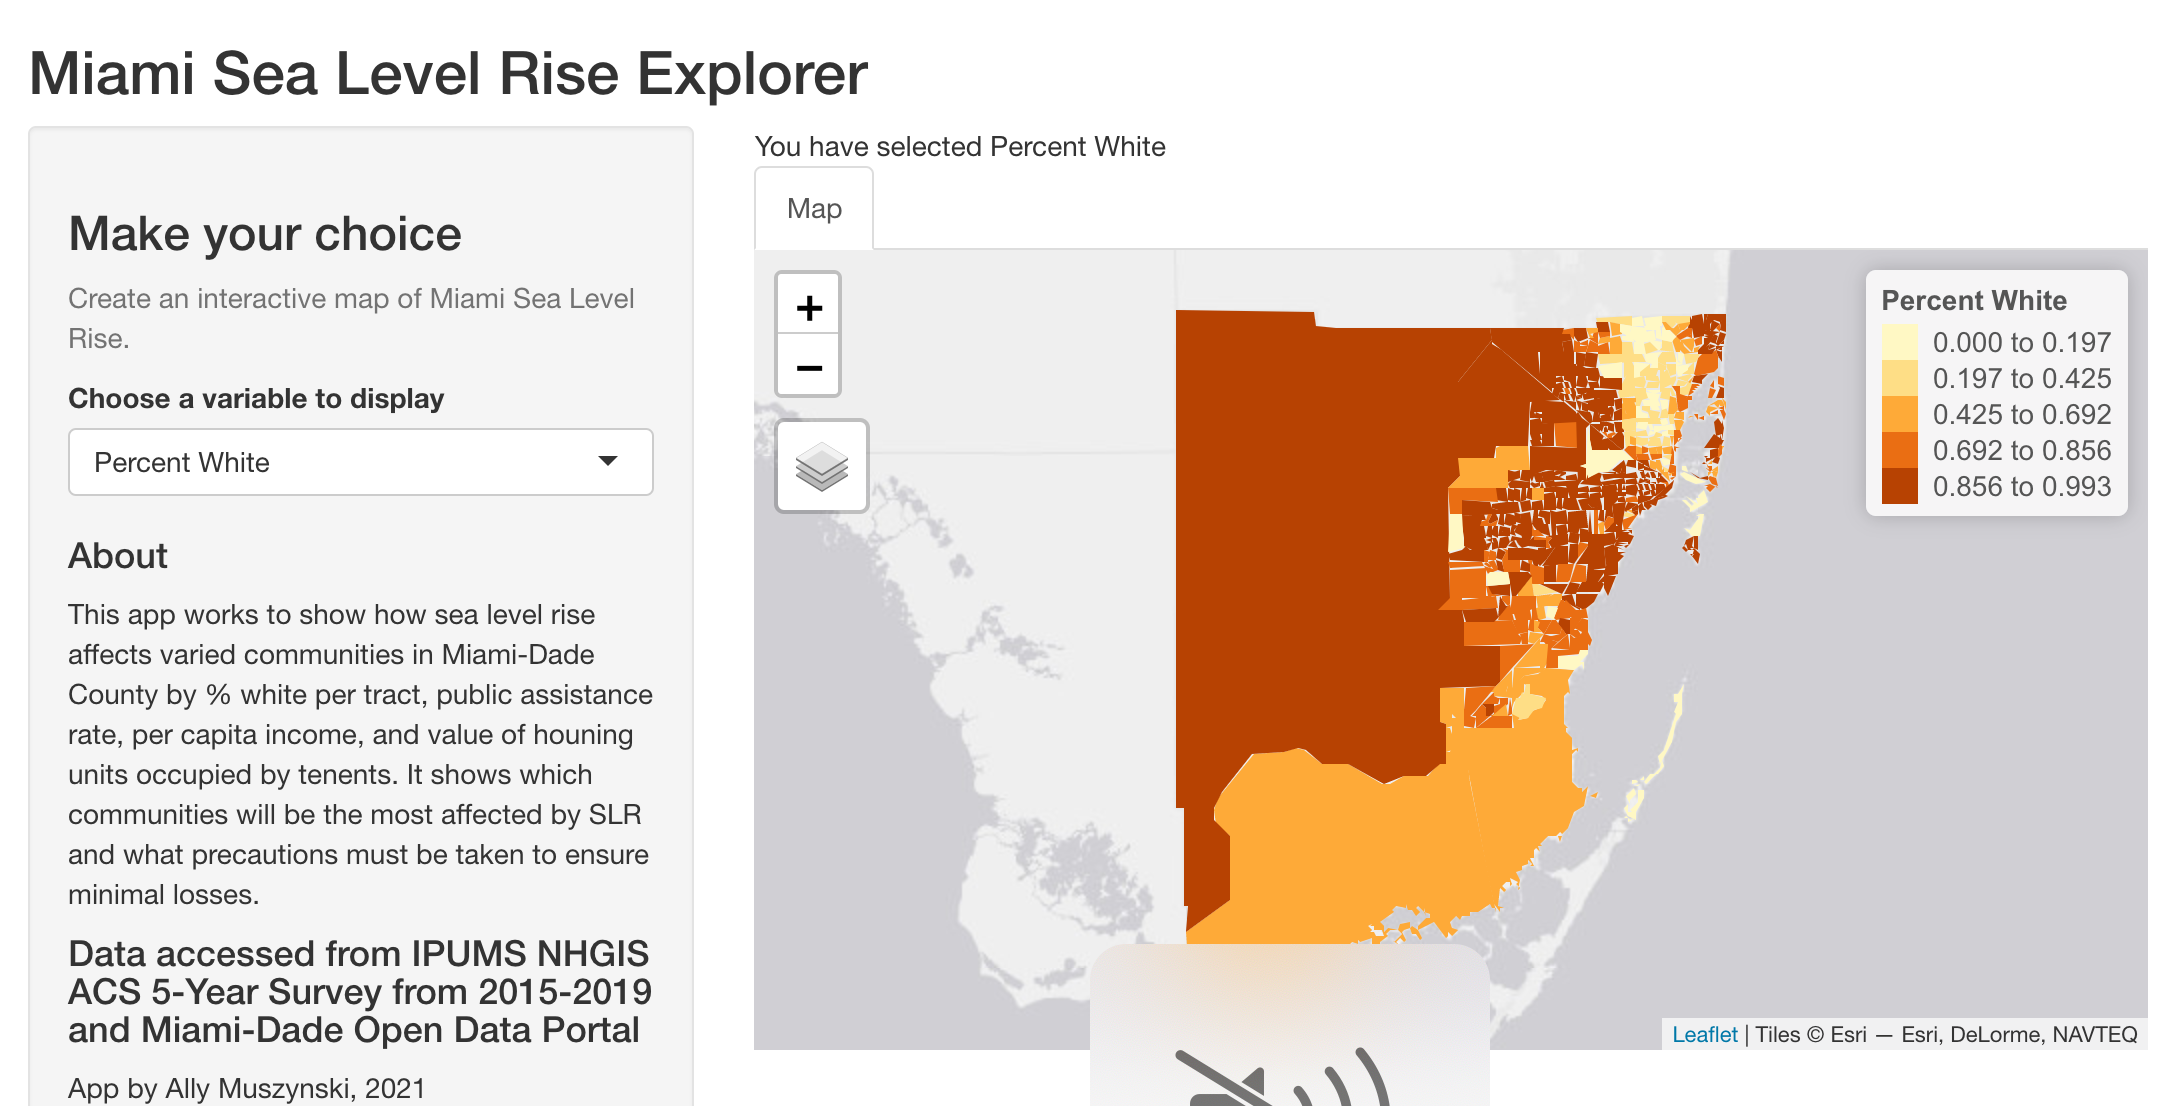 Miami Sea Level Rise Explorer
Make your choice
Create an interactive map of Miami Sea Level
Rise.
Choose a variable to display
Percent White
About
This app works to show how sea level rise
affects varied communities in Miami-Dade
County by % white per tract, public assistance
rate, per capita income, and value of houning
units occupied by tenents. It shows which
communities will be the most affected by SLR
and what precautions must be taken to ensure
minimal losses.
Data accessed from IPUMS NHGIS
ACS 5-Year Survey from 2015-2019
and Miami-Dade Open Data Portal
App by Ally Muszynski, 2021
You have selected Percent White
Map
+
−
Percent White
0.000 to 0.197
0.197 to 0.425
0.425 to 0.692
0.692 to 0.856
0.856 to 0.993
Leaflet | Tiles © Esri — Esri, DeLorme, NAVTEQ